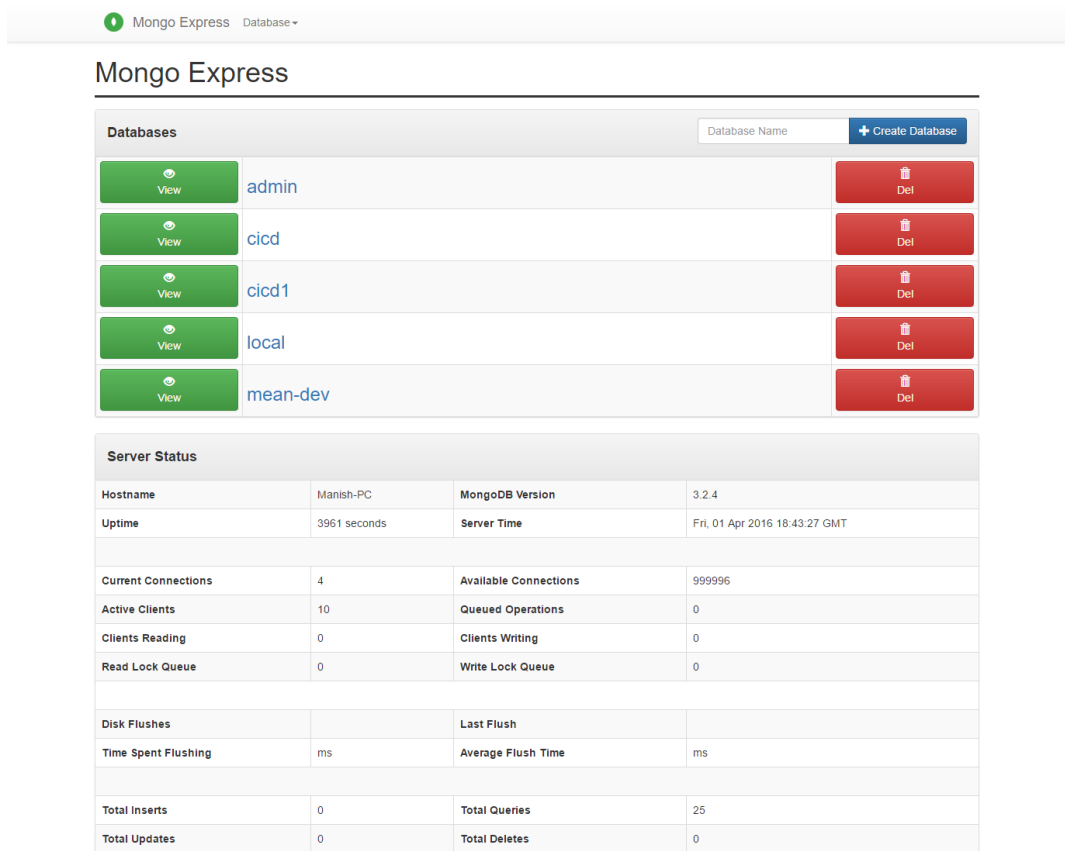 Mongo Express Database
Mongo Express
Databases Database Name Create Database
View admin Del
View cicd Del
View cicd1 Del
View local Del
View mean-dev Del
Server Status
Hostname Manish-PC MongoDB Version 3.2.4
Uptime 3961 seconds Server Time Fri, 01 Apr 2016 18:43:27 GMT
Current Connections 4 Available Connections 999996
Active Clients 10 Queued Operations 0
Clients Reading 0 Clients Writing 0
Read Lock Queue 0 Write Lock Queue 0
Disk Flushes Last Flush
Time Spent Flushing ms Average Flush Time ms
Total Inserts 0 Total Queries 25
Total Updates 0 Total Deletes 0